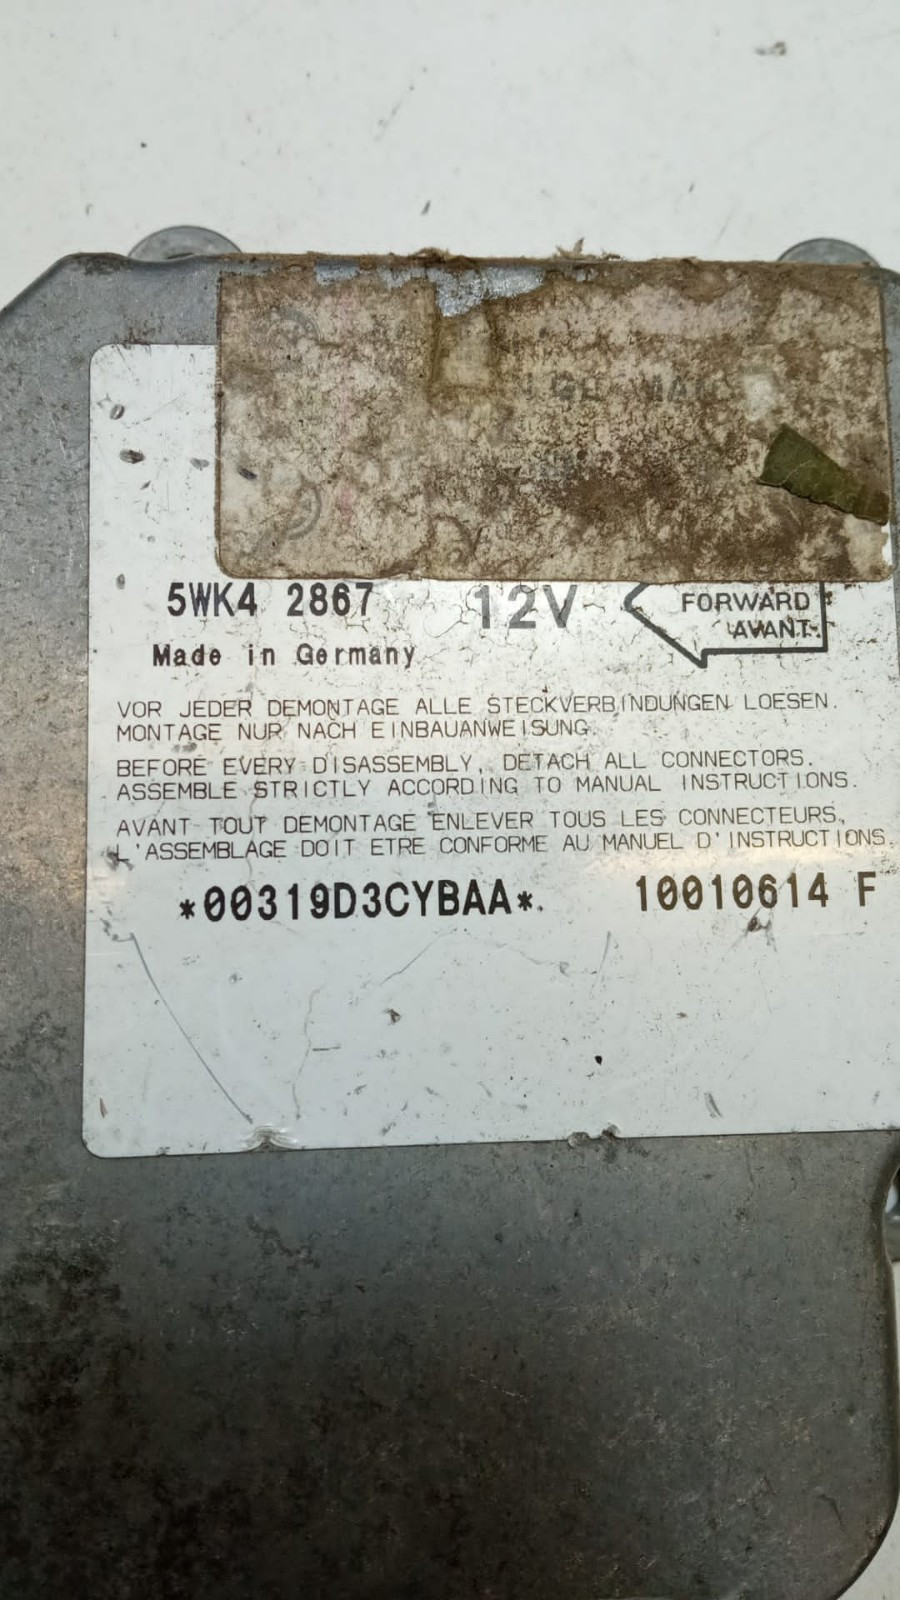 5WK4 2867 12V FORWARD
AVANT
Made in Germany
VOR JEDER DEMONTAGE ALLE STECKVERBINDUNGEN LOESEN.
MONTAGE NUR NACH EINBAUANWEISUNG.
BEFORE EVERY DISASSEMBLY, DETACH ALL CONNECTORS.
ASSEMBLE STRICTLY ACCORDING TO MANUAL INSTRUCTIONS.
AVANT TOUT DEMONTAGE ENLEVER TOUS LES CONNECTEURS,
L'ASSEMBLAGE DOIT ETRE CONFORME AU MANUEL D'INSTRUCTIONS.
*00319D3CYBAA* 10010614 F